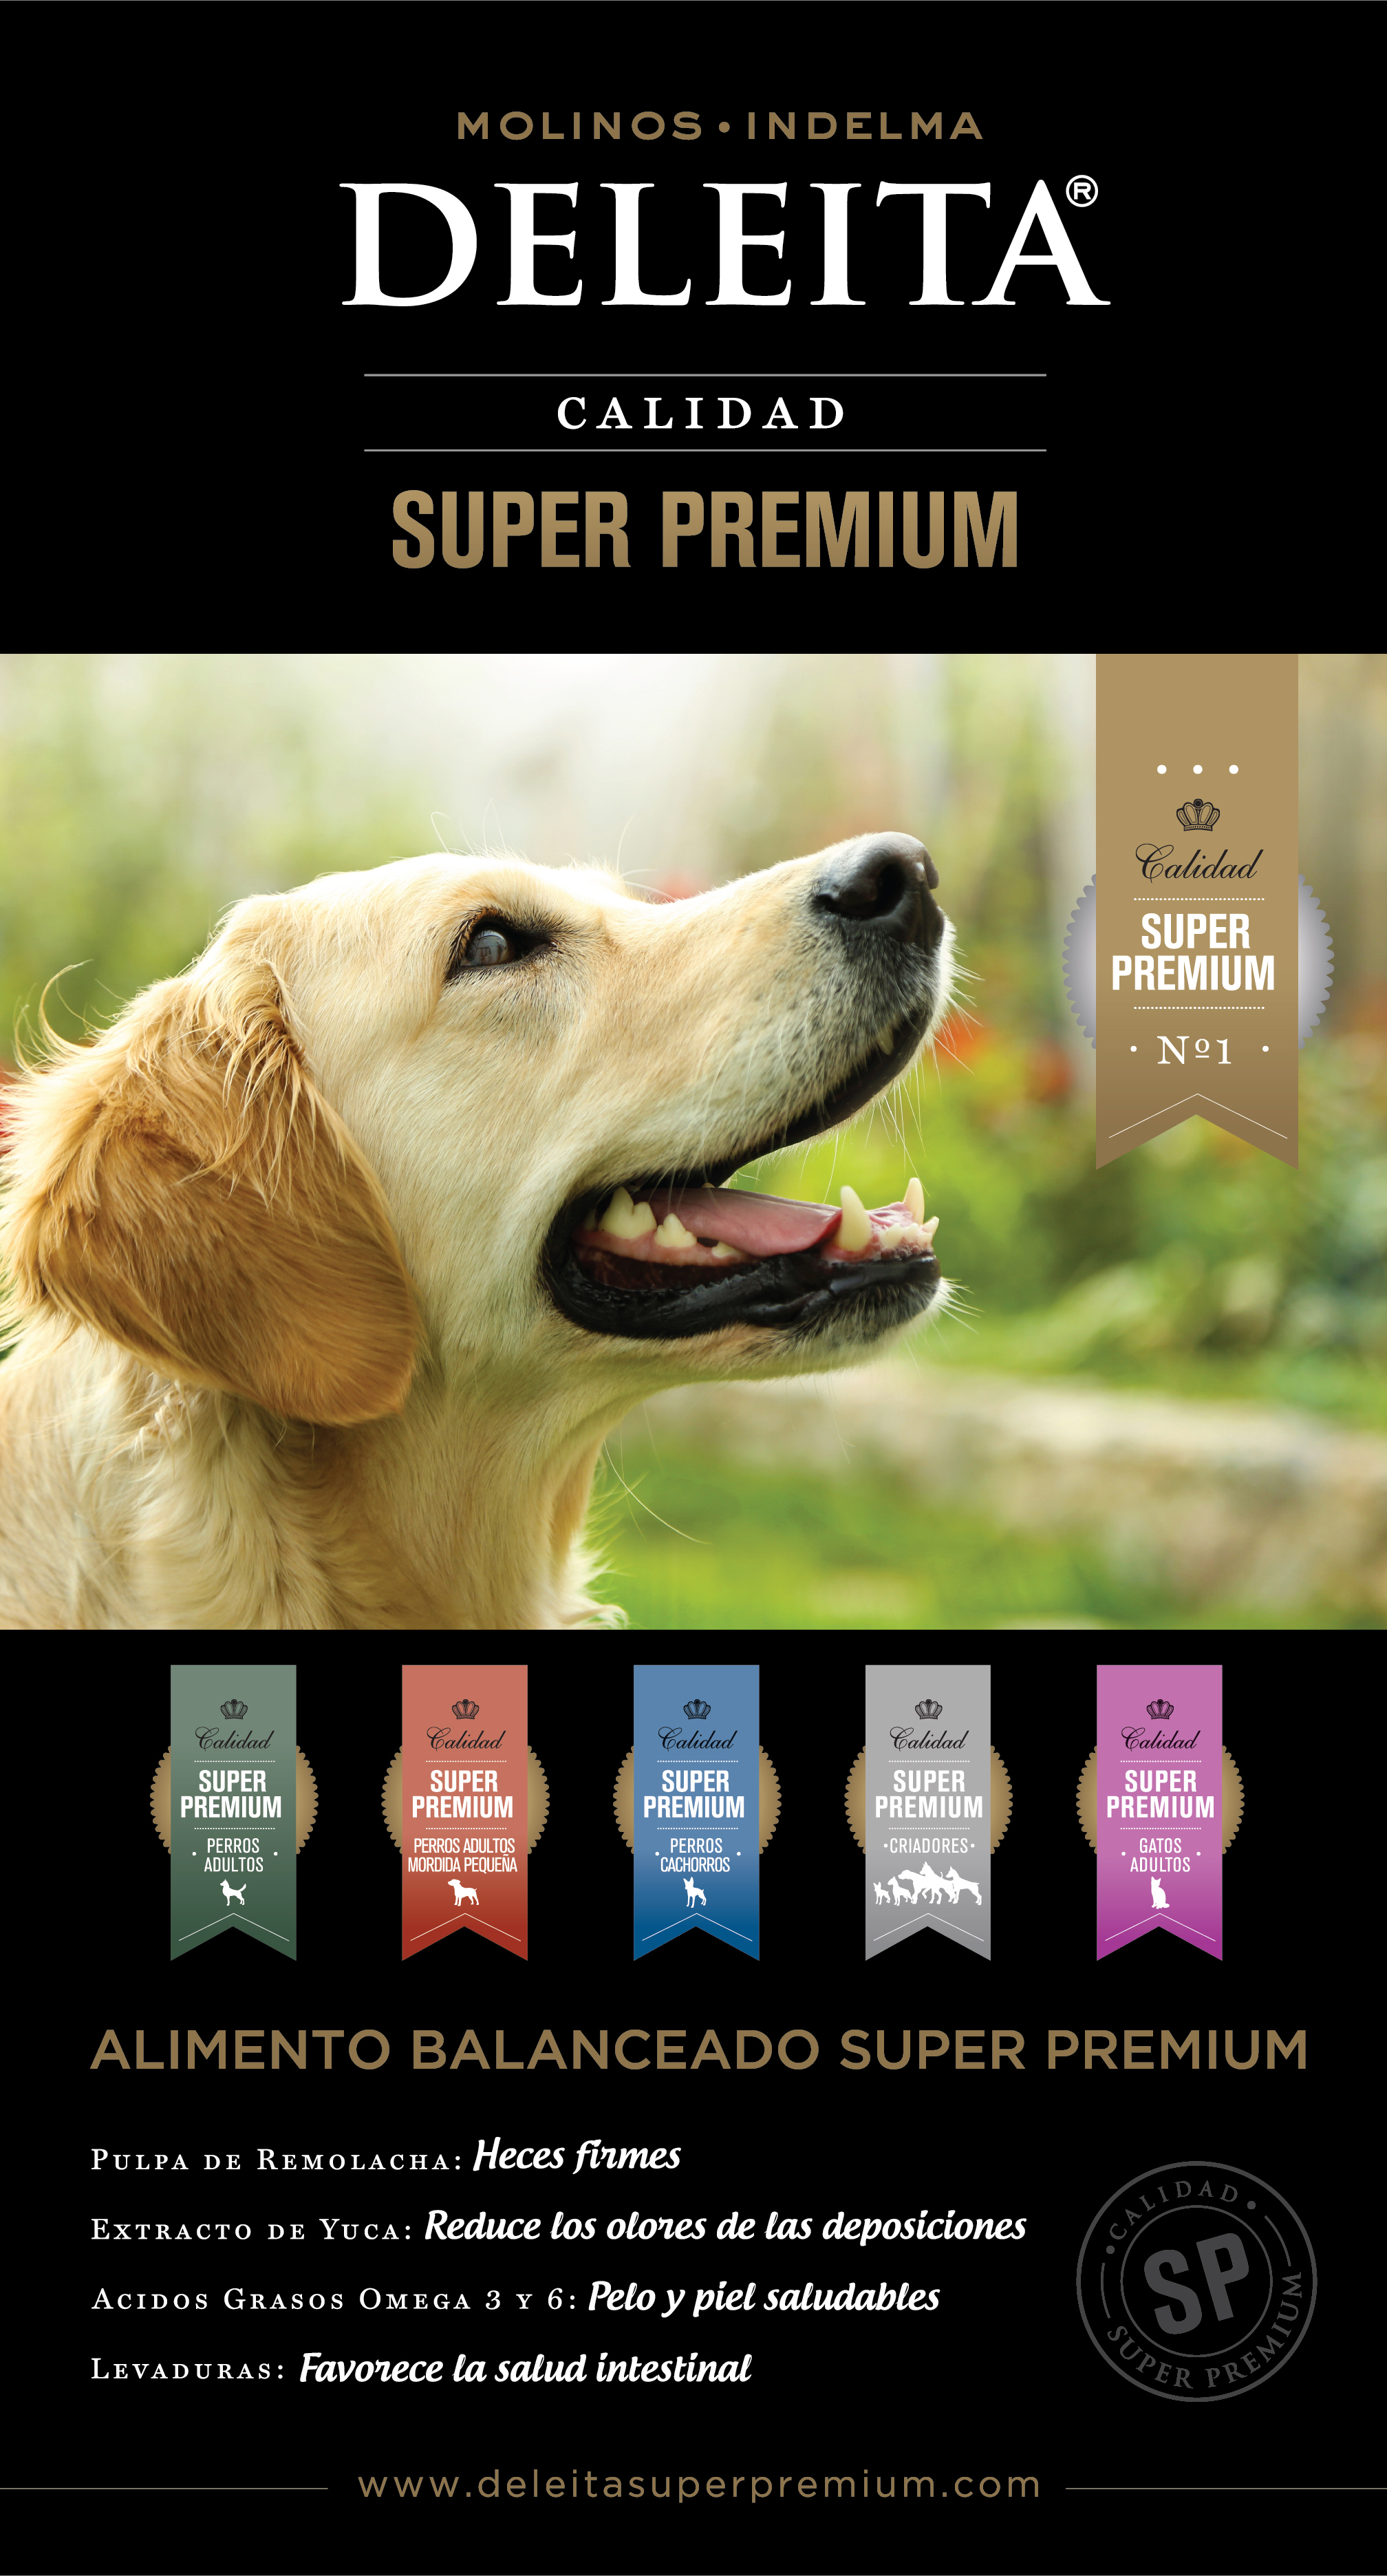 MOLINOS • INDELMA
DELEITA®
CALIDAD
SUPER PREMIUM
Calidad
SUPER
PREMIUM
· Nº1 ·
Calidad
SUPER
PREMIUM
· PERROS
ADULTOS ·
Calidad
SUPER
PREMIUM
PERROS ADULTOS
MORDIDA PEQUEÑA
Calidad
SUPER
PREMIUM
· PERROS
CACHORROS ·
Calidad
SUPER
PREMIUM
•CRIADORES•
Calidad
SUPER
PREMIUM
· GATOS
ADULTOS ·
ALIMENTO BALANCEADO SUPER PREMIUM
PULPA DE REMOLACHA: Heces firmes
EXTRACTO DE YUCA: Reduce los olores de las deposiciones
ACIDOS GRASOS OMEGA 3 Y 6: Pelo y piel saludables
LEVADURAS: Favorece la salud intestinal
• CALIDAD •
SP
SUPER PREMIUM
www.deleitasuperpremium.com